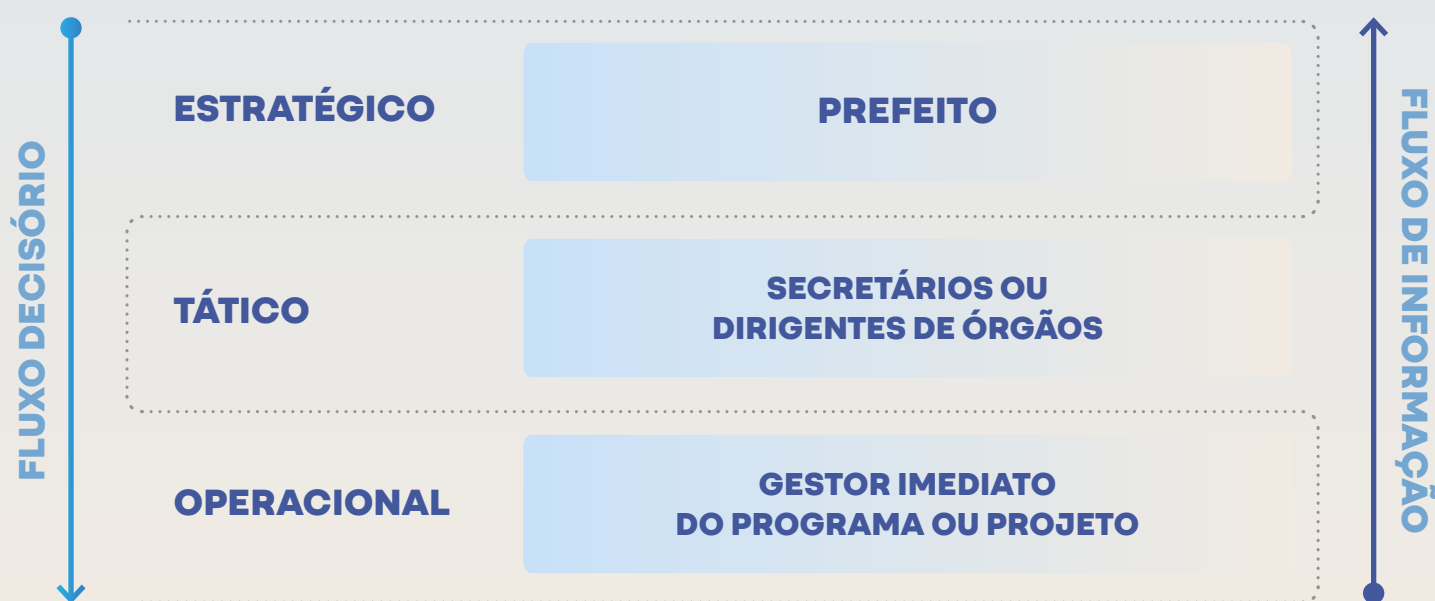 FLUXO DECISÓRIO
ESTRATÉGICO
PREFEITO
TÁTICO
SECRETÁRIOS OU
DIRIGENTES DE ÓRGÃOS
OPERACIONAL
GESTOR IMEDIATO
DO PROGRAMA OU PROJETO
FLUXO DE INFORMAÇÃO